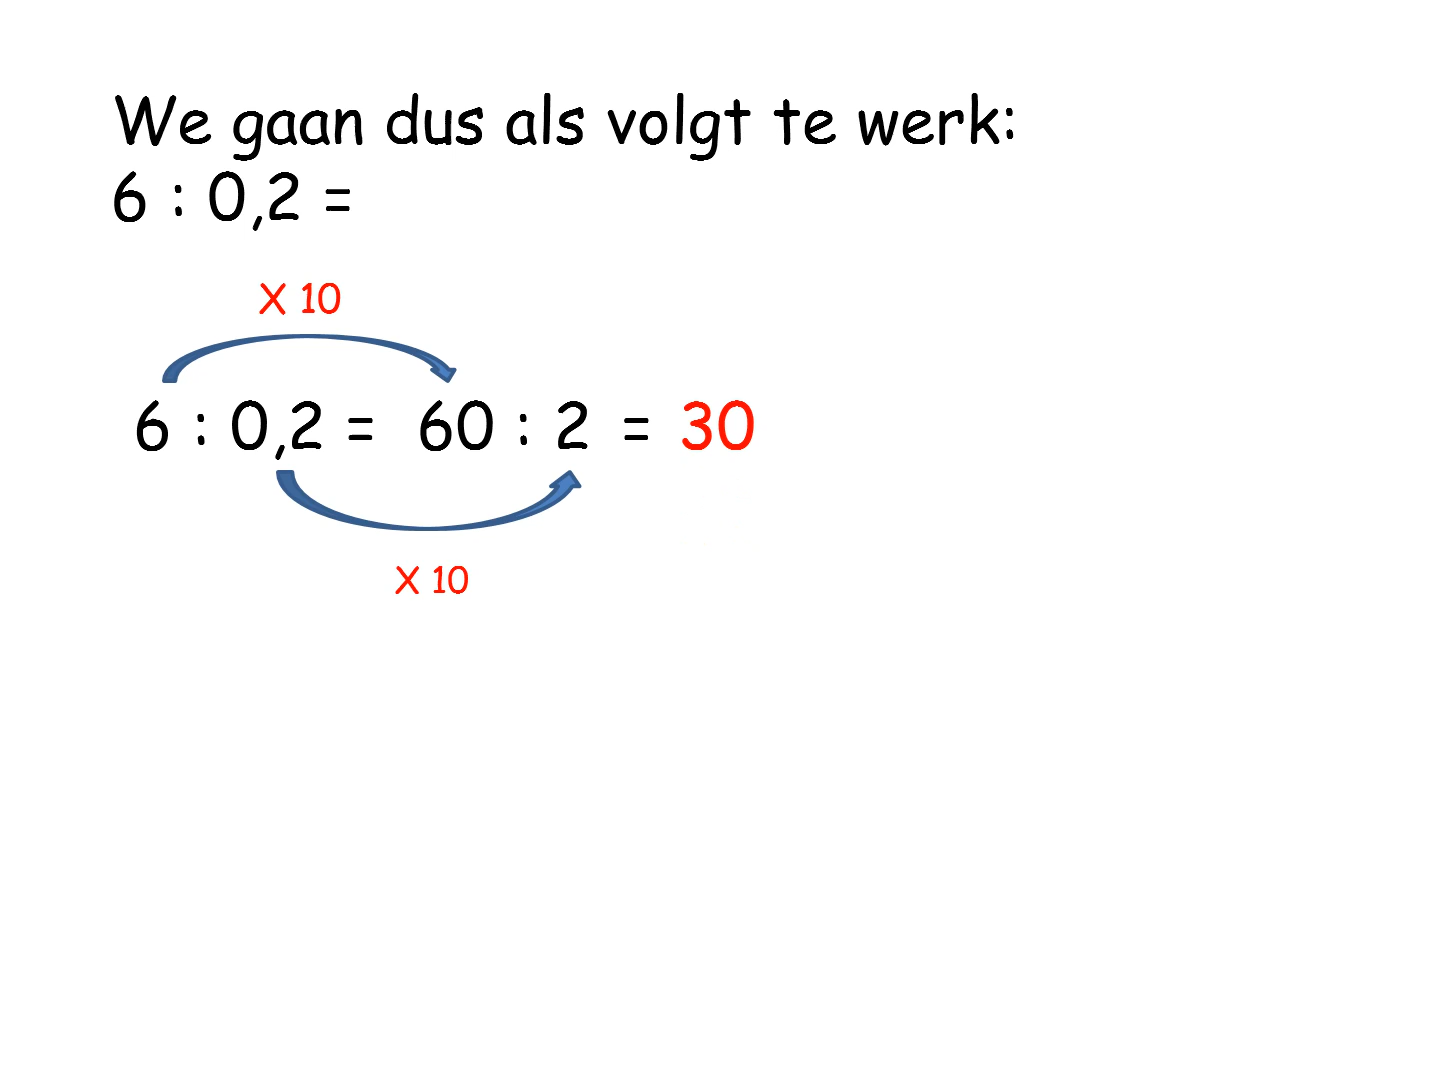 We gaan dus als volgt te werk:
6 : 0,2 =
X 10
6 : 0,2 = 60 : 2 = 30
X 10